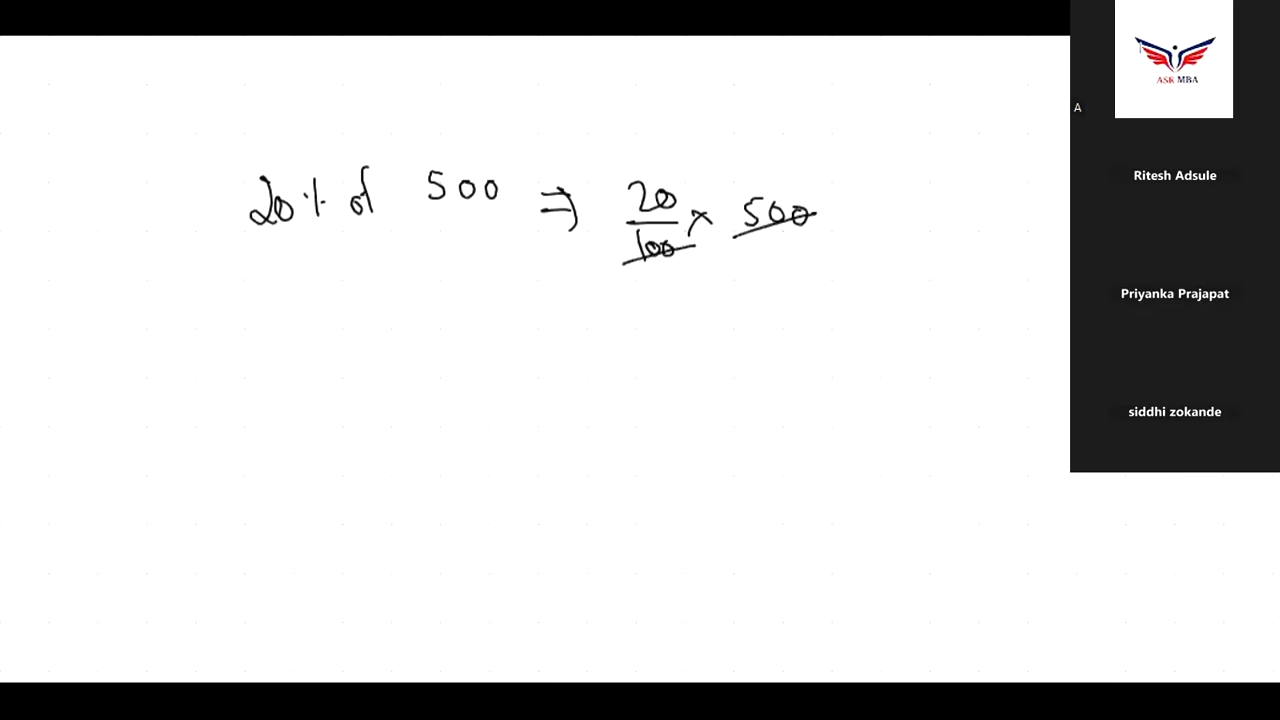 20% of 500 ⇒ 20/100 × 500
ASK MBA
A
Ritesh Adsule
Priyanka Prajapat
siddhi zokande